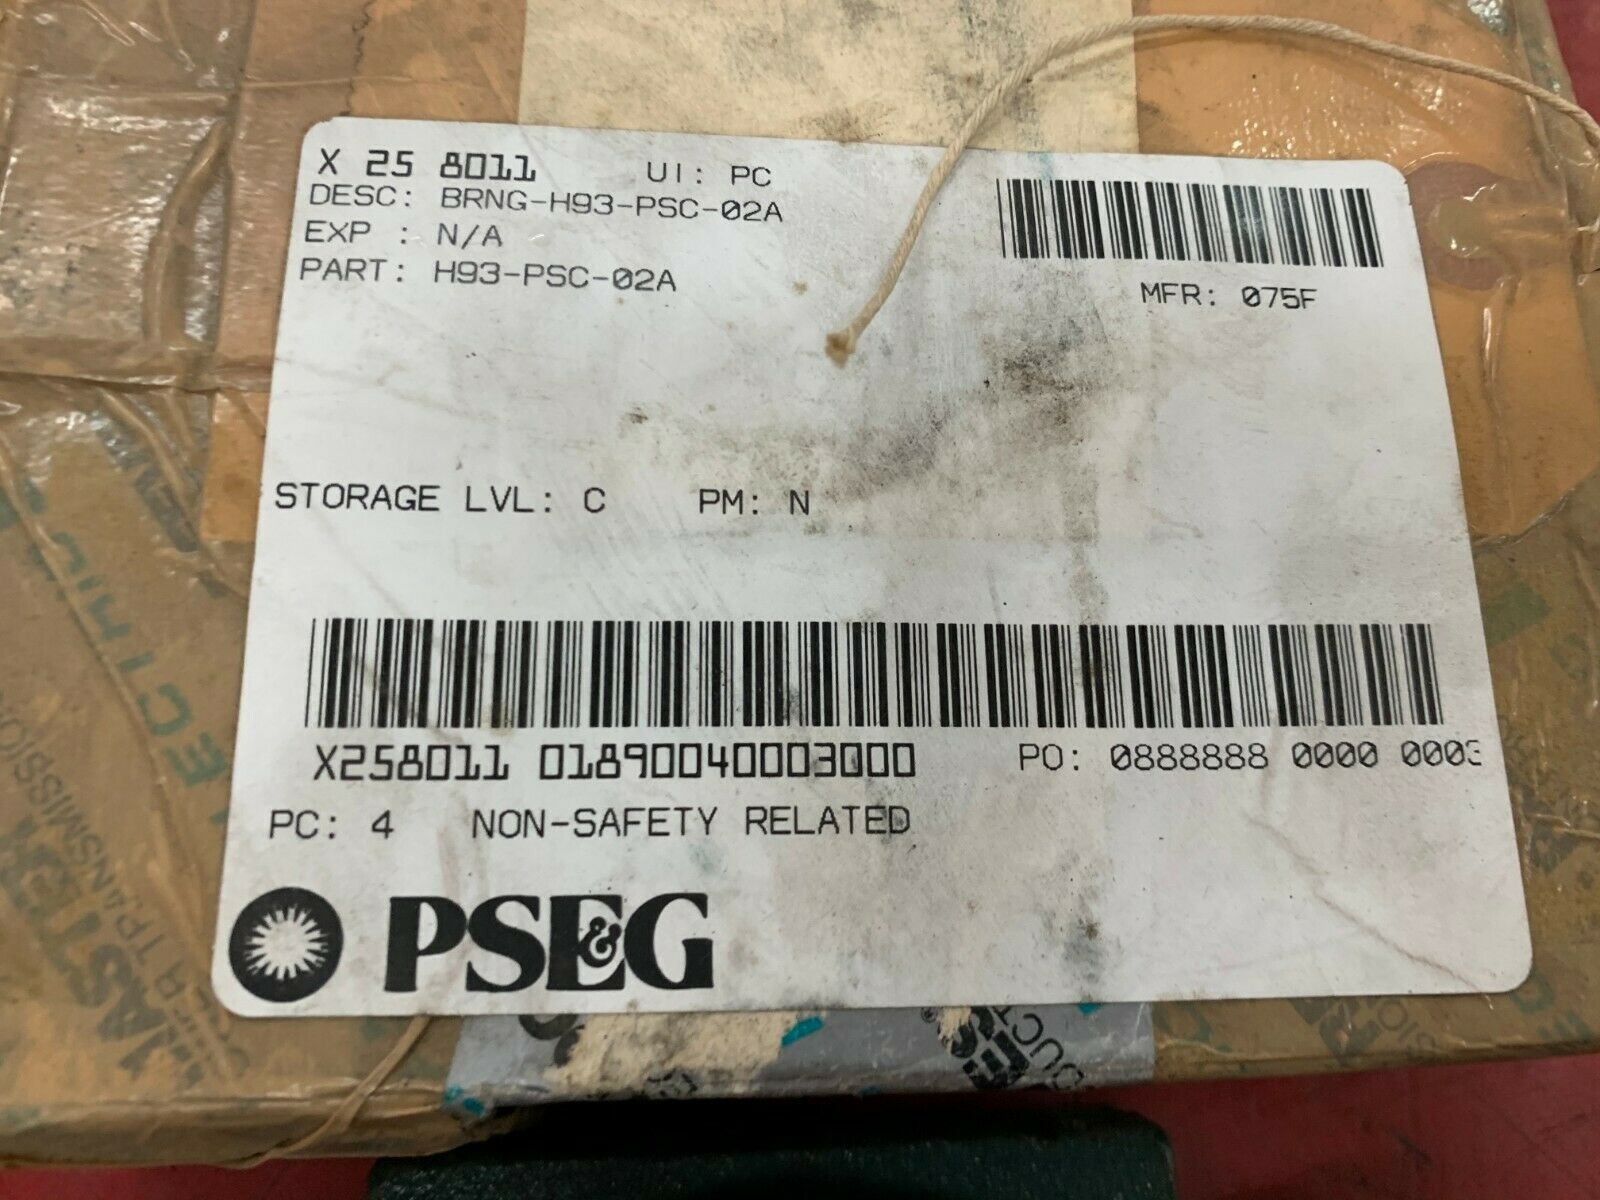 X 25 8011 UI: PC
DESC: BRNG-H93-PSC-02A
EXP : N/A
PART: H93-PSC-02A
MFR: 075F
STORAGE LVL: C PM: N
X258011 01890040003000 PO: 0888888 0000 0003
PC: 4 NON-SAFETY RELATED
PSE&G